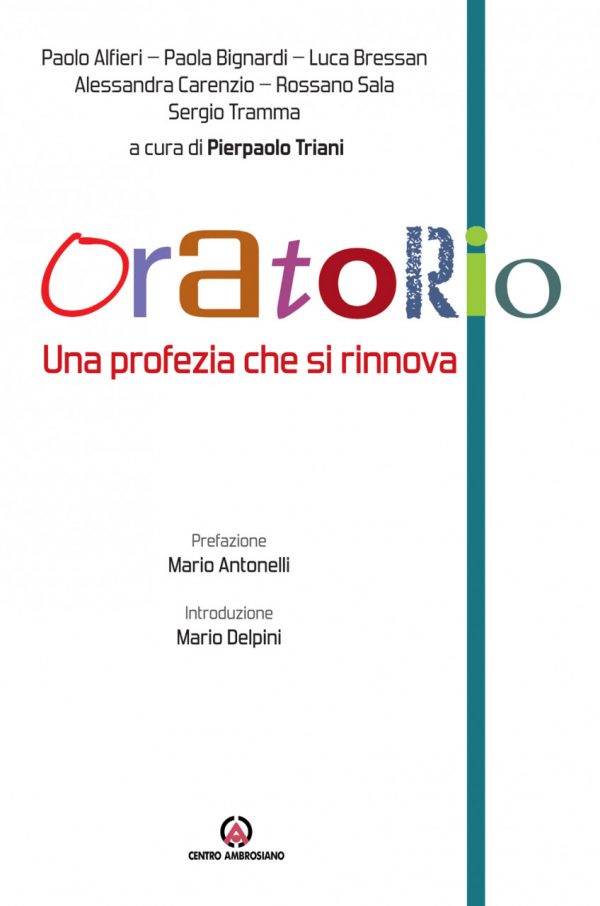 Paolo Alfieri – Paola Bignardi – Luca Bressan
Alessandra Carenzio – Rossano Sala
Sergio Tramma
a cura di Pierpaolo Triani
OratoRio
Una profezia che si rinnova
Prefazione
Mario Antonelli
Introduzione
Mario Delpini
CENTRO AMBROSIANO